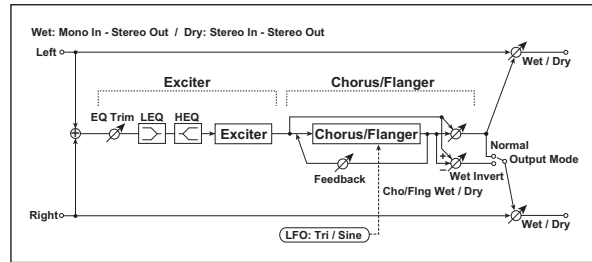 Wet: Mono In - Stereo Out / Dry: Stereo In - Stereo Out
Left
Wet / Dry
Exciter
Chorus/Flanger
EQ Trim
LEQ
HEQ
Exciter
Chorus/Flanger
Normal
Output Mode
+
−
Wet Invert
Feedback
Cho/Flng Wet / Dry
Right
Wet / Dry
LFO: Tri / Sine